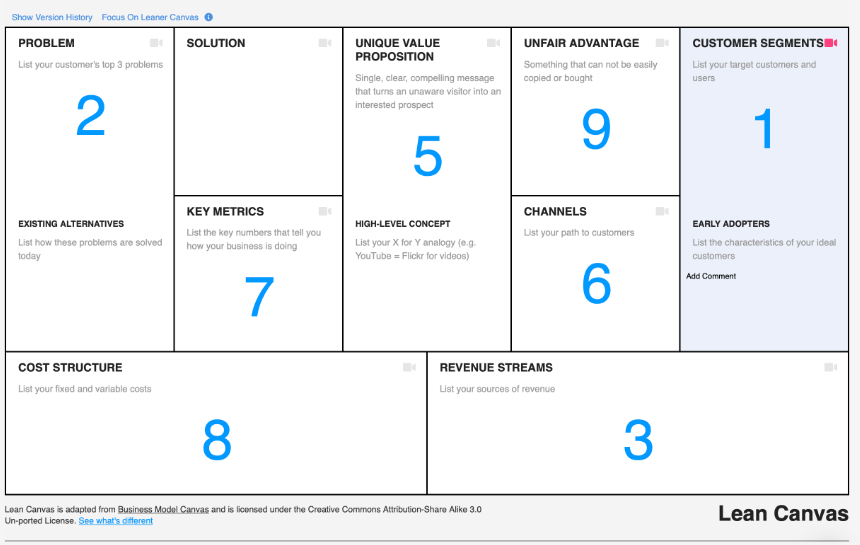 Show Version History Focus On Leaner Canvas i
PROBLEM
List your customer's top 3 problems
2
EXISTING ALTERNATIVES
List how these problems are solved
today
SOLUTION
KEY METRICS
List the key numbers that tell you
how your business is doing
7
UNIQUE VALUE
PROPOSITION
Single, clear, compelling message
that turns an unaware visitor into an
interested prospect
5
HIGH-LEVEL CONCEPT
List your X for Y analogy (e.g.
YouTube = Flickr for videos)
UNFAIR ADVANTAGE
Something that can not be easily
copied or bought
9
CHANNELS
List your path to customers
6
CUSTOMER SEGMENTS
List your target customers and
users
1
EARLY ADOPTERS
List the characteristics of your ideal
customers
Add Comment
COST STRUCTURE
List your fixed and variable costs
8
REVENUE STREAMS
List your sources of revenue
3
Lean Canvas is adapted from Business Model Canvas and is licensed under the Creative Commons Attribution-Share Alike 3.0
Un-ported License. See what's different
Lean Canvas